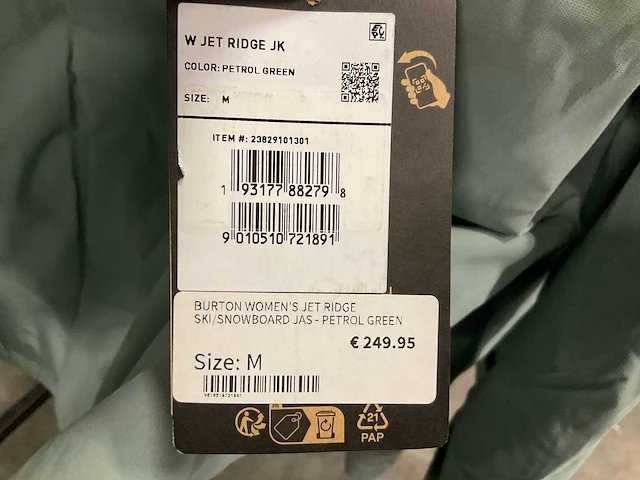 W JET RIDGE JK
COLOR: PETROL GREEN
SIZE: M
ITEM #: 23829101301
1 93177 88279 8
9 010510 721891
BURTON WOMEN'S JET RIDGE
SKI/SNOWBOARD JAS - PETROL GREEN
€ 249.95
Size: M
21
PAP